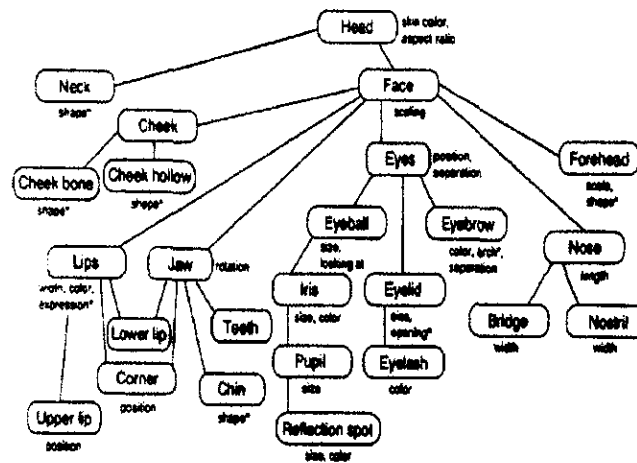 Head
skin color,
aspect ratio
Neck
shape*
Face
scaling
Cheek
Cheek bone
shape*
Cheek hollow
shape*
Eyes
position,
separation
Forehead
scale,
shape*
Eyeball
size,
looking at
Eyebrow
color, arch*,
separation
Nose
length
Lips
width, color,
expression*
Jaw
rotation
Iris
size, color
Eyelid
size,
opening*
Bridge
width
Nostril
width
Lower lip
Teeth
Corner
position
Chin
shape*
Pupil
size
Eyelash
color
Upper lip
position
Reflection spot
size, color